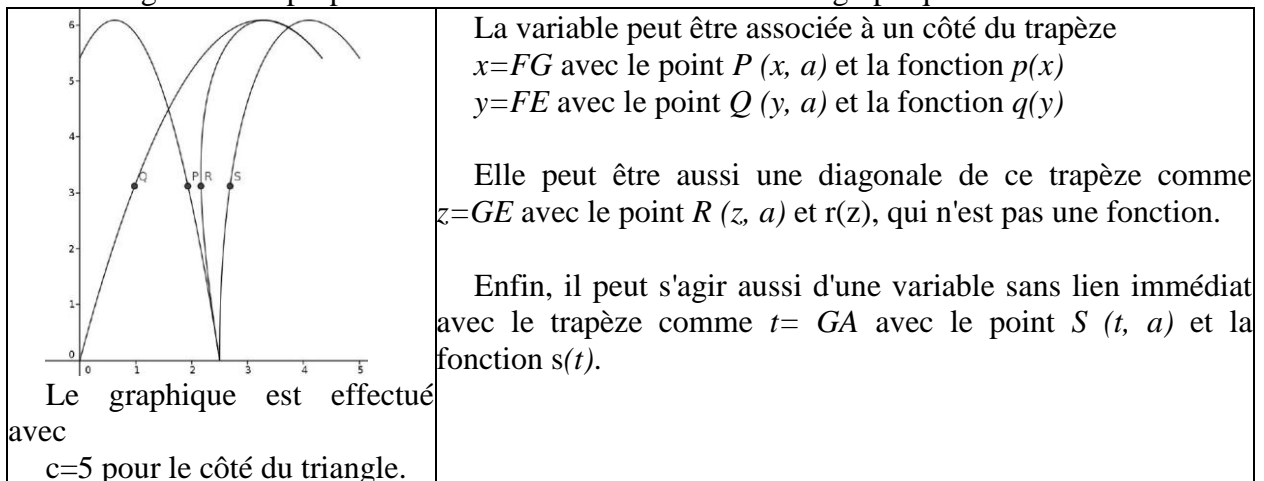 6
5
4
3
2
1
0
0 1 2 3 4 5
Q P R S
Le graphique est effectué
avec
c=5 pour le côté du triangle.
La variable peut être associée à un côté du trapèze
x=FG avec le point P (x, a) et la fonction p(x)
y=FE avec le point Q (y, a) et la fonction q(y)
Elle peut être aussi une diagonale de ce trapèze comme
z=GE avec le point R (z, a) et r(z), qui n'est pas une fonction.
Enfin, il peut s'agir aussi d'une variable sans lien immédiat
avec le trapèze comme t= GA avec le point S (t, a) et la
fonction s(t).